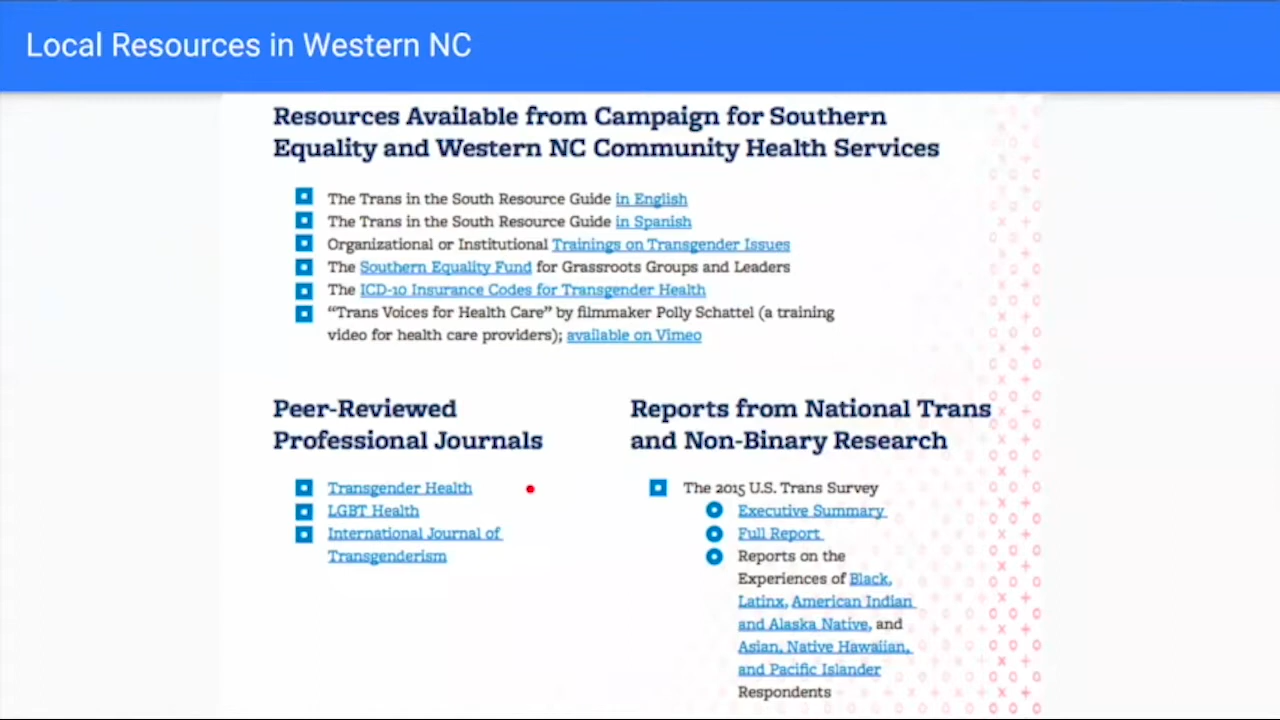 Local Resources in Western NC
Resources Available from Campaign for Southern
Equality and Western NC Community Health Services
The Trans in the South Resource Guide in English
The Trans in the South Resource Guide in Spanish
Organizational or Institutional Trainings on Transgender Issues
The Southern Equality Fund for Grassroots Groups and Leaders
The ICD-10 Insurance Codes for Transgender Health
“Trans Voices for Health Care” by filmmaker Polly Schattel (a training
video for health care providers); available on Vimeo
Peer-Reviewed
Professional Journals
Transgender Health
LGBT Health
International Journal of
Transgenderism
Reports from National Trans
and Non-Binary Research
The 2015 U.S. Trans Survey
Executive Summary
Full Report
Reports on the
Experiences of Black,
Latinx, American Indian
and Alaska Native, and
Asian, Native Hawaiian,
and Pacific Islander
Respondents